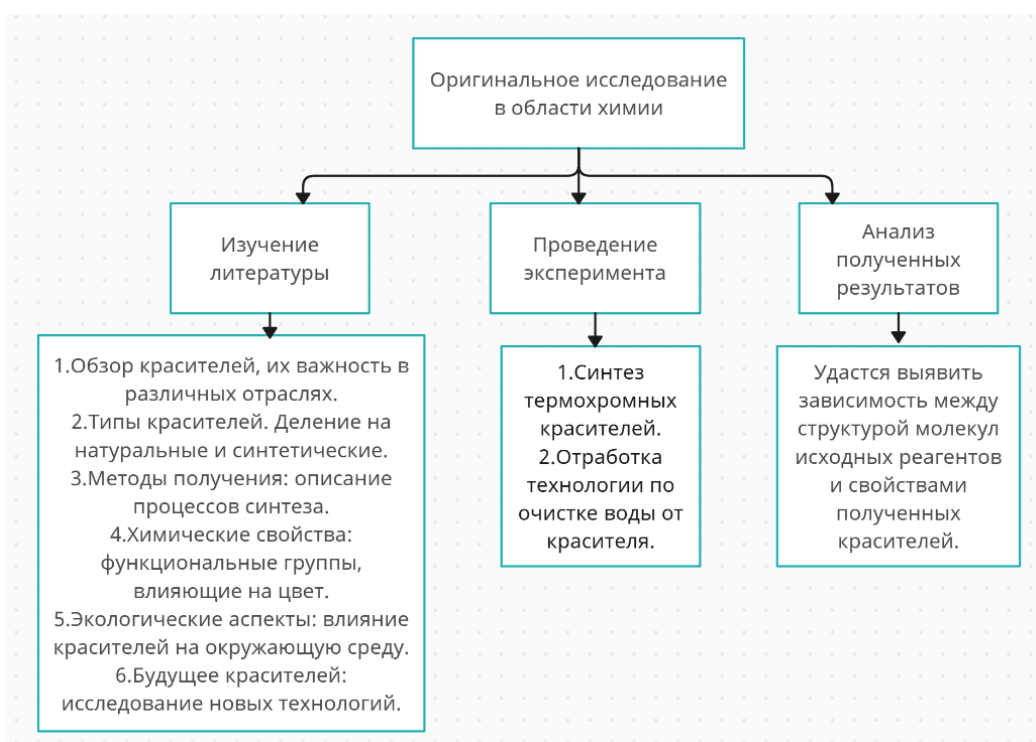 Оригинальное исследование
в области химии
Изучение
литературы
Проведение
эксперимента
Анализ
полученных
результатов
1.Обзор красителей, их важность в
различных отраслях.
2.Типы красителей. Деление на
натуральные и синтетические.
3.Методы получения: описание
процессов синтеза.
4.Химические свойства:
функциональные группы,
влияющие на цвет.
5.Экологические аспекты: влияние
красителей на окружающую среду.
6.Будущее красителей:
исследование новых технологий.
1.Синтез
термохромных
красителей.
2.Отработка
технологии по
очистке воды от
красителя.
Удастся выявить
зависимость между
структурой молекул
исходных реагентов
и свойствами
полученных
красителей.